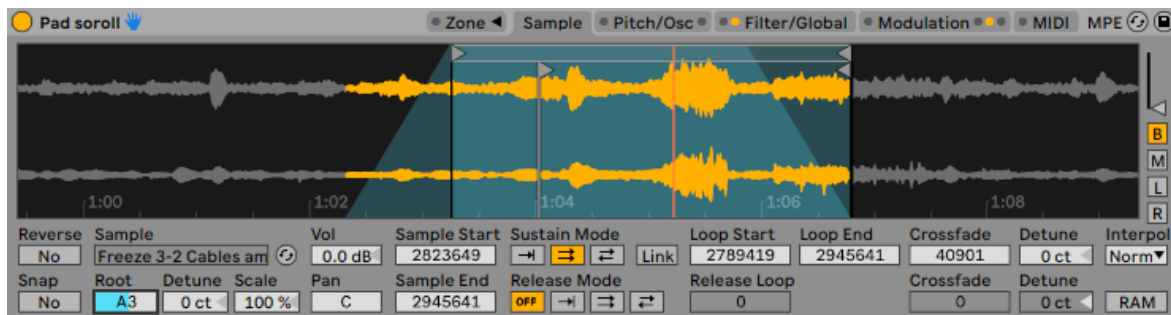 Pad soroll Zone Sample Pitch/Osc Filter/Global Modulation MIDI MPE
B
M
L
R
1:00 1:02 1:04 1:06 1:08
Reverse Sample Vol Sample Start Sustain Mode Loop Start Loop End Crossfade Detune Interpol
No Freeze 3-2 Cables am 0.0 dB 2823649 Link 2789419 2945641 40901 0 ct Norm
Snap Root Detune Scale Pan Sample End Release Mode Release Loop Crossfade Detune
No A3 0 ct 100 % C 2945641 OFF 0 0 0 ct RAM